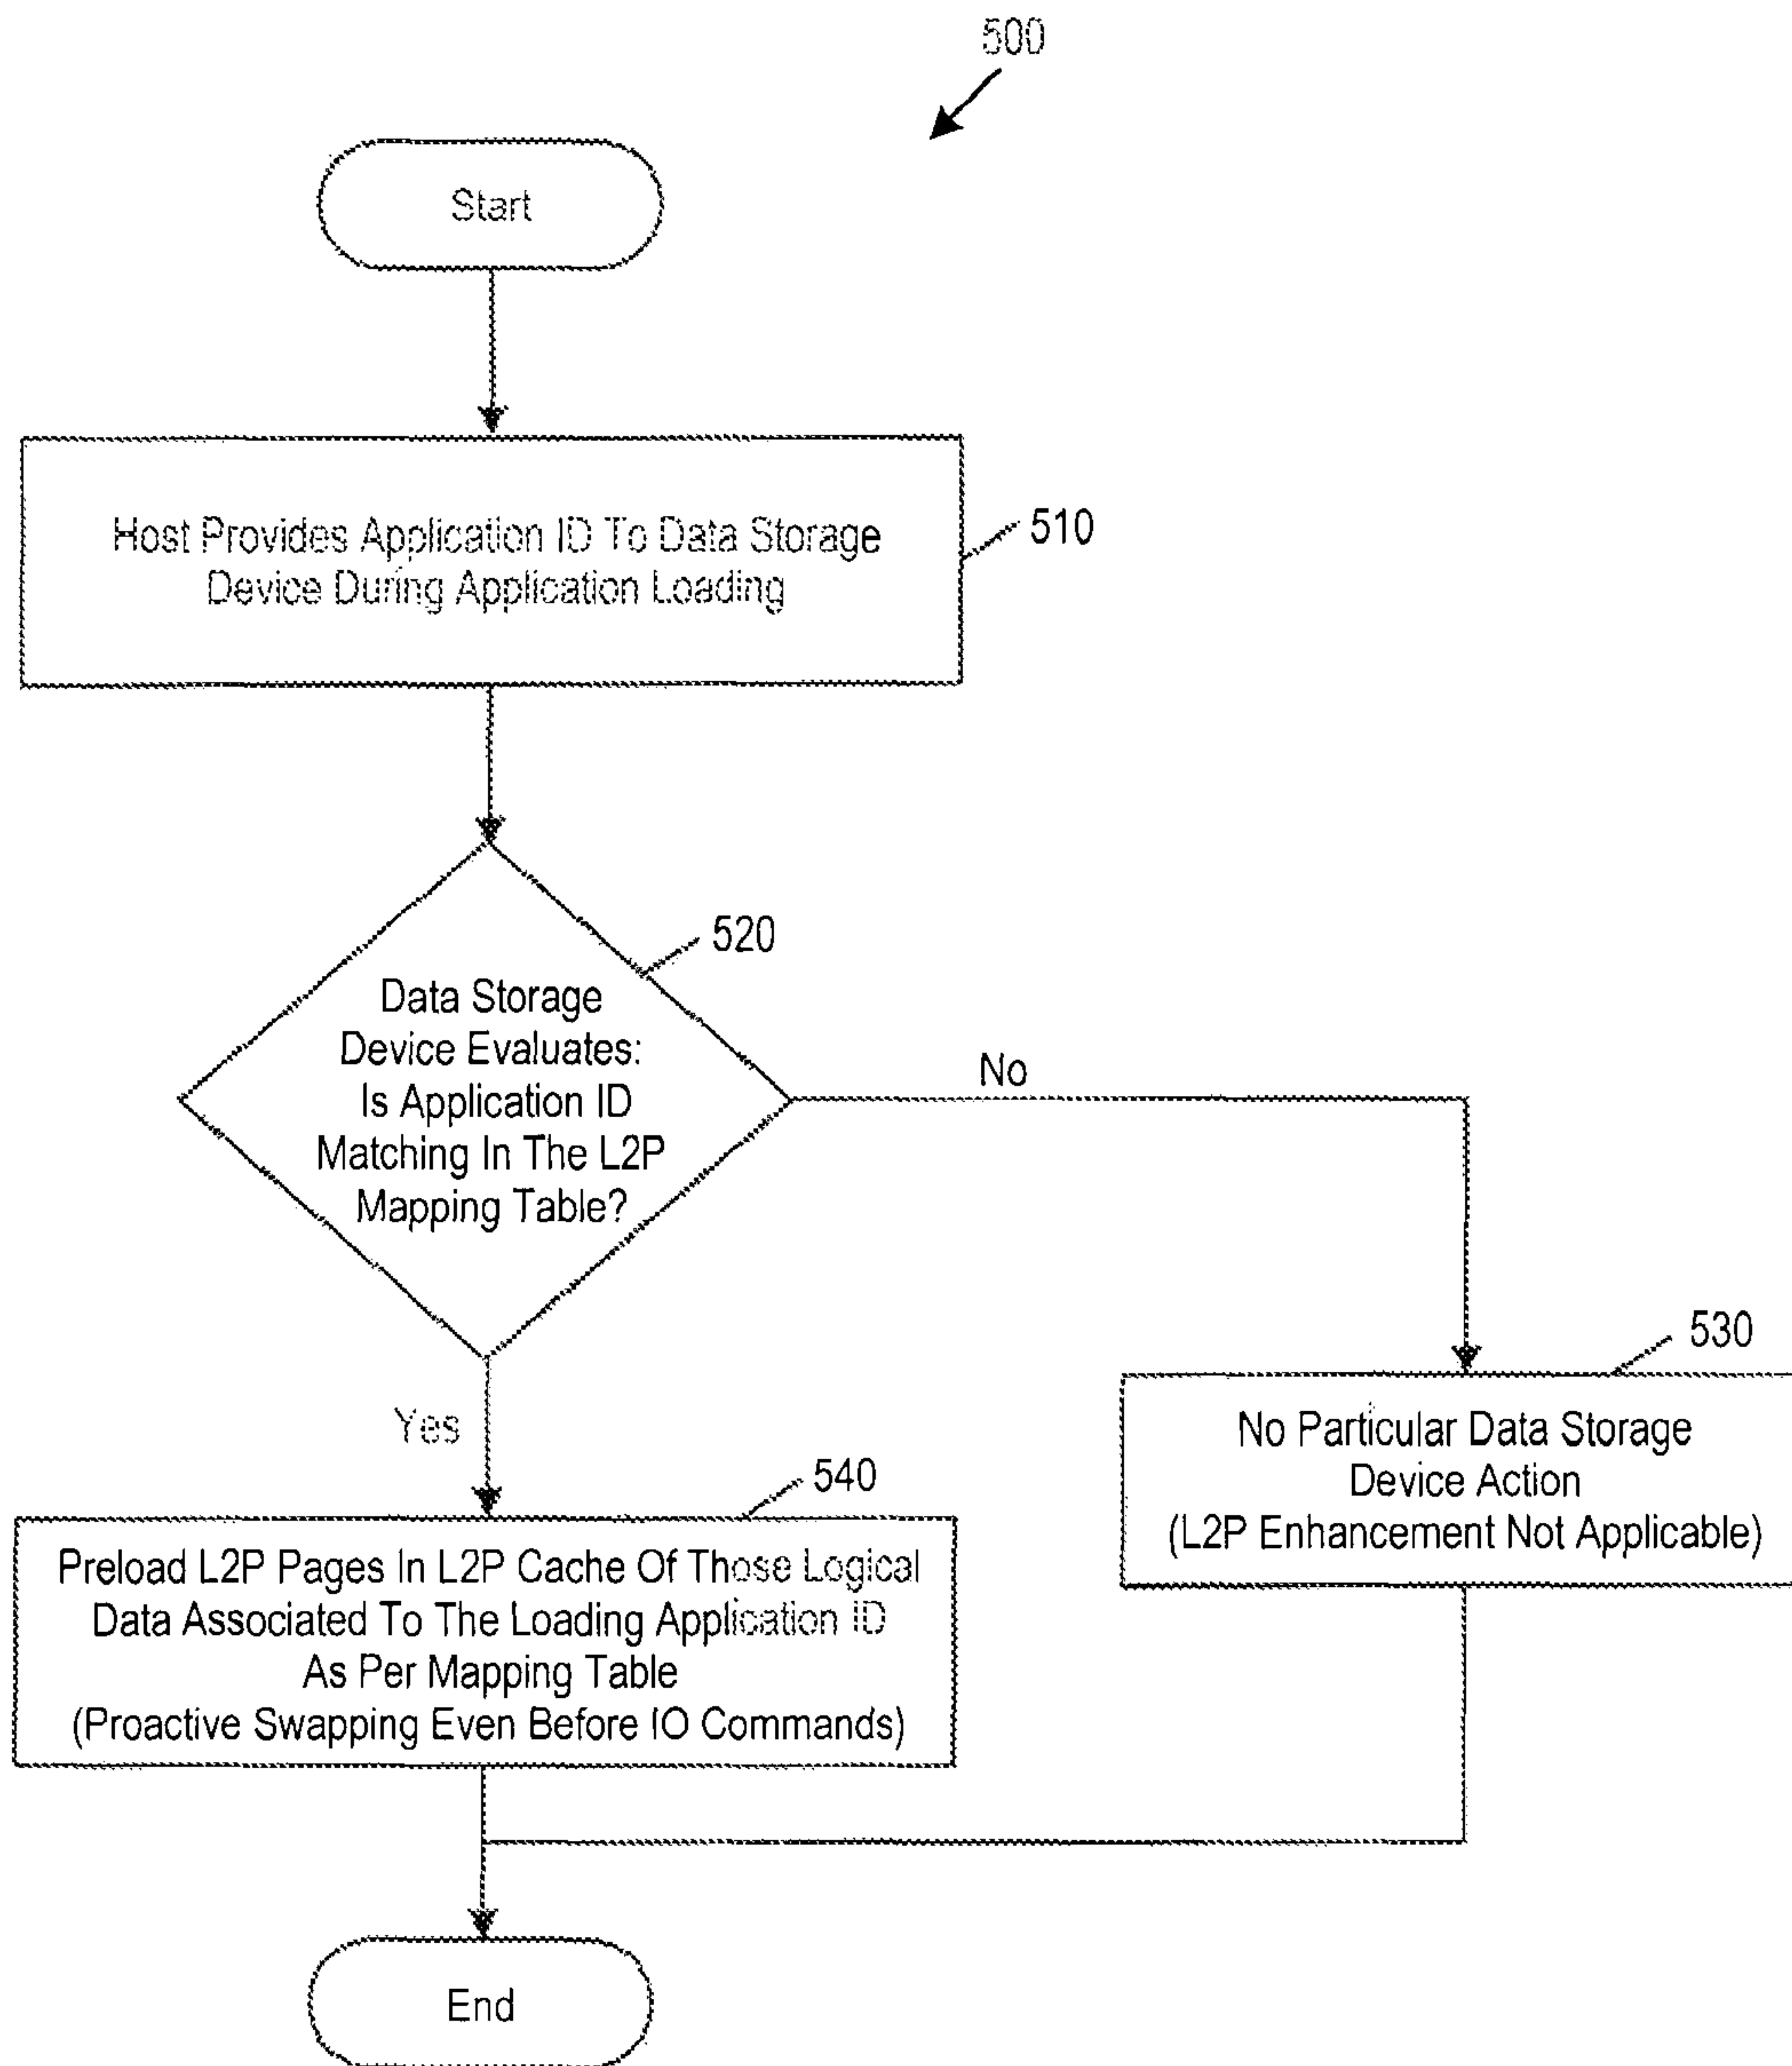 500
Start
Host Provides Application ID To Data Storage
Device During Application Loading
510
520
Data Storage
Device Evaluates:
Is Application ID
Matching In The L2P
Mapping Table?
No
Yes
530
No Particular Data Storage
Device Action
(L2P Enhancement Not Applicable)
540
Preload L2P Pages In L2P Cache Of Those Logical
Data Associated To The Loading Application ID
As Per Mapping Table
(Proactive Swapping Even Before IO Commands)
End